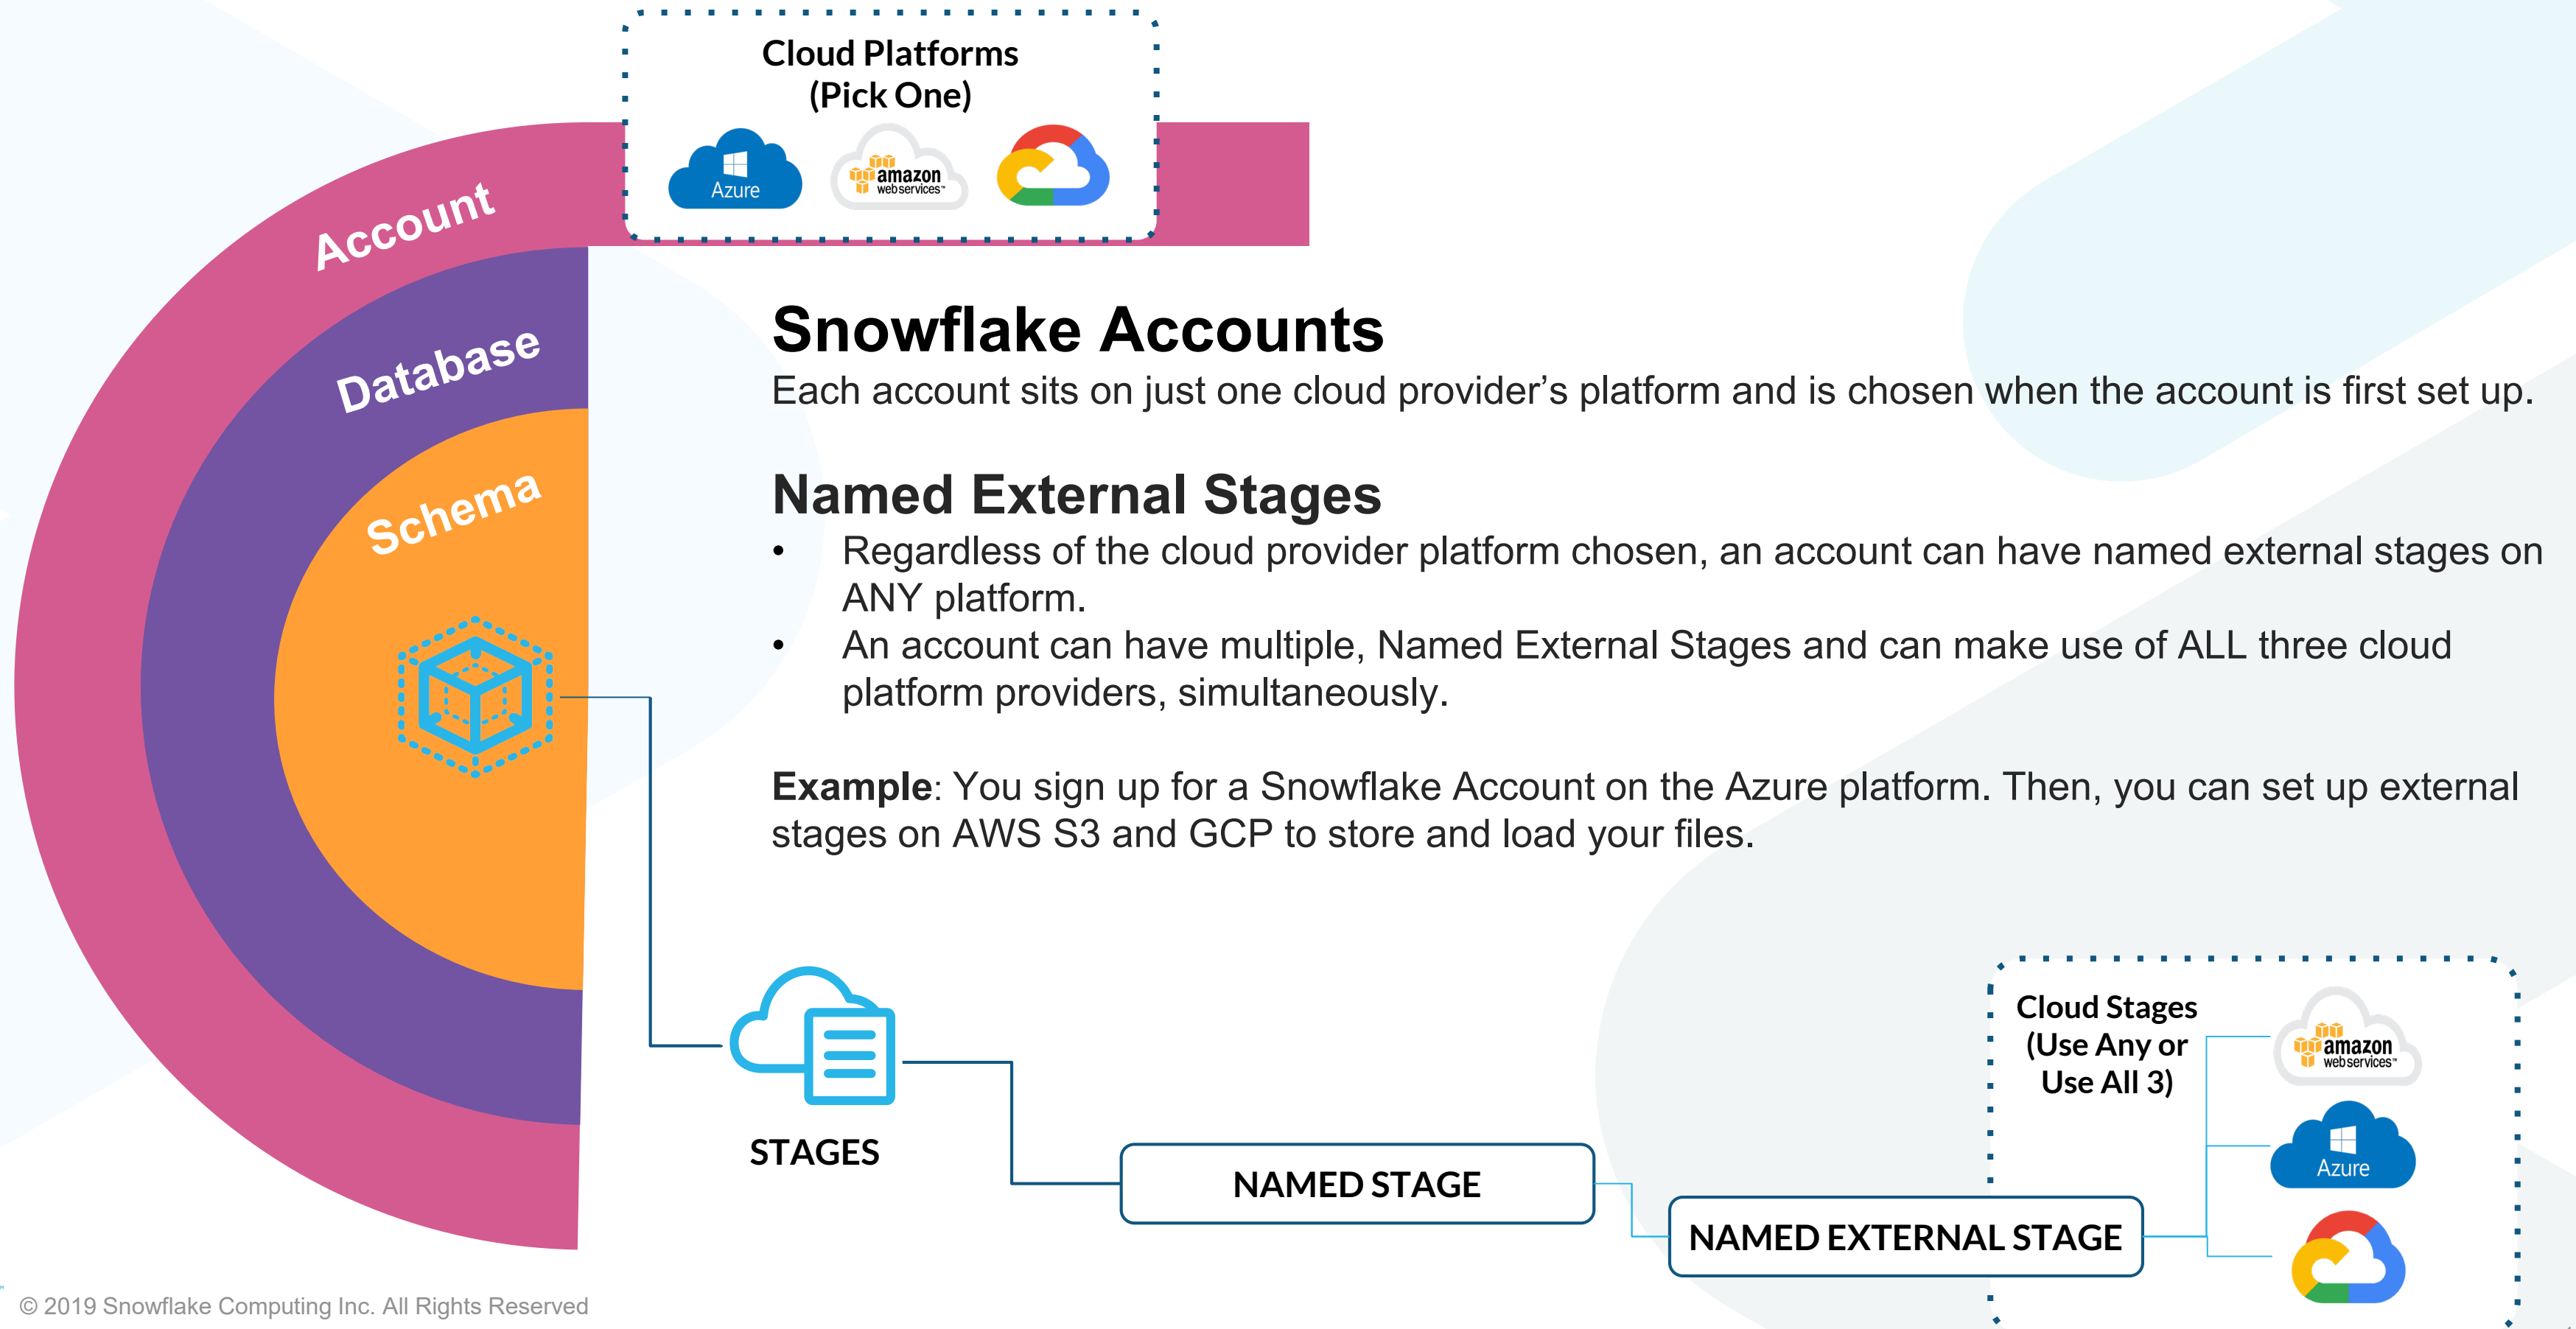 Cloud Platforms
(Pick One)
Azure
amazon
webservices™
Account
Database
Schema
Snowflake Accounts
Each account sits on just one cloud provider’s platform and is chosen when the account is first set up.
Named External Stages
• Regardless of the cloud provider platform chosen, an account can have named external stages on
ANY platform.
• An account can have multiple, Named External Stages and can make use of ALL three cloud
platform providers, simultaneously.
Example: You sign up for a Snowflake Account on the Azure platform. Then, you can set up external
stages on AWS S3 and GCP to store and load your files.
STAGES
NAMED STAGE
NAMED EXTERNAL STAGE
Cloud Stages
(Use Any or
Use All 3)
amazon
webservices™
Azure
© 2019 Snowflake Computing Inc. All Rights Reserved